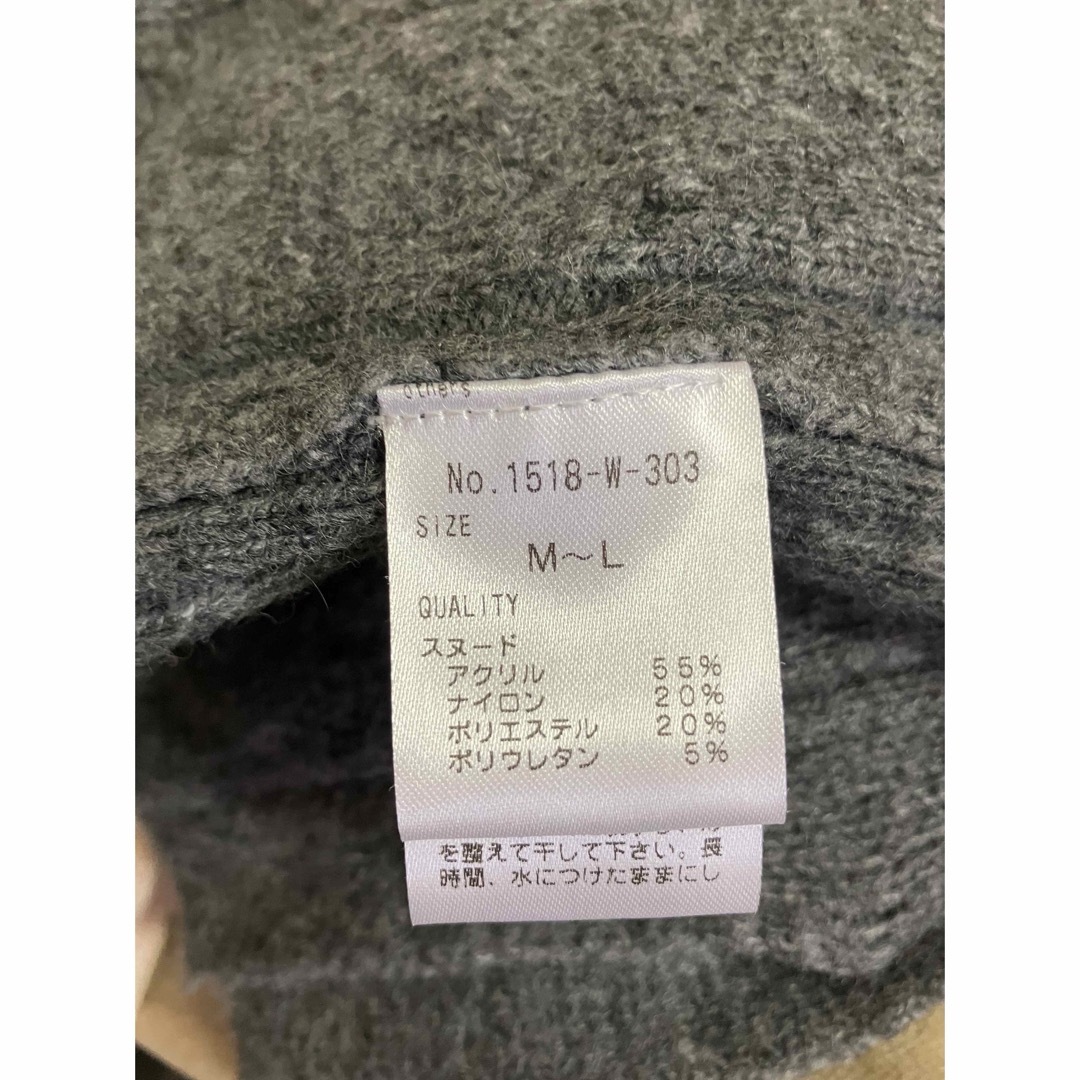 others
No.1518-W-303
SIZE
M～L
QUALITY
スヌード
アクリル 55%
ナイロン 20%
ポリエステル 20%
ポリウレタン 5%
を整えて干して下さい。長
時間、水につけたままにし